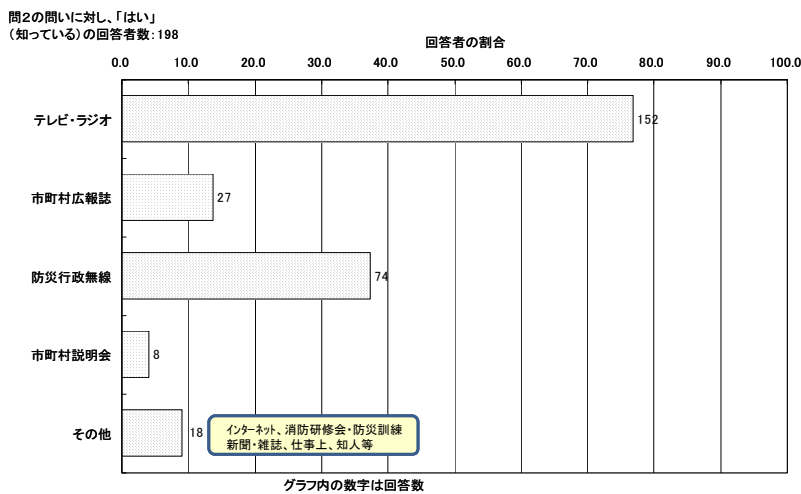 問2の問いに対し、「はい」
(知っている)の回答者数:198
回答者の割合
0.0 10.0 20.0 30.0 40.0 50.0 60.0 70.0 80.0 90.0 100.0
テレビ・ラジオ 152
市町村広報誌 27
防災行政無線 74
市町村説明会 8
その他 18
インターネット、消防研修会・防災訓練
新聞・雑誌、仕事上、知人等
グラフ内の数字は回答数